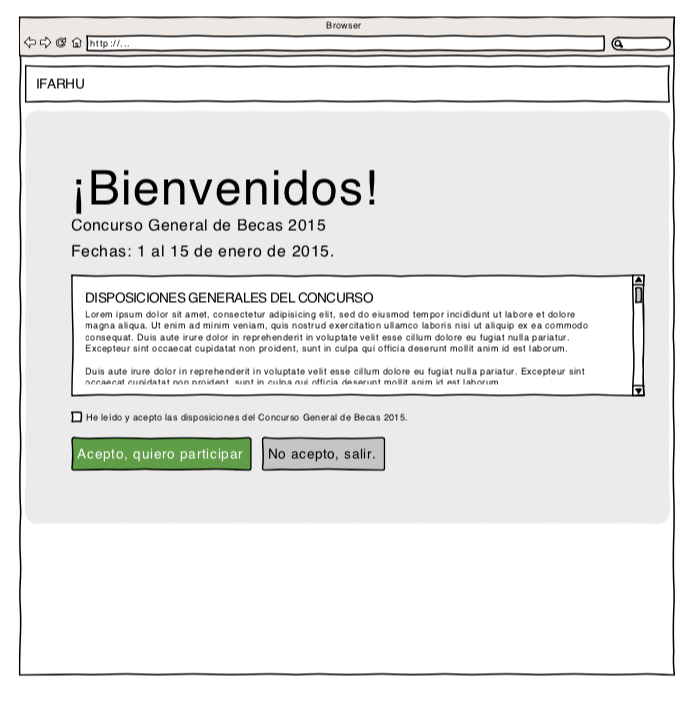 Browser
http://...
IFARHU
¡Bienvenidos!
Concurso General de Becas 2015
Fechas: 1 al 15 de enero de 2015.
DISPOSICIONES GENERALES DEL CONCURSO
Lorem ipsum dolor sit amet, consectetur adipisicing elit, sed do eiusmod tempor incididunt ut labore et dolore
magna aliqua. Ut enim ad minim veniam, quis nostrud exercitation ullamco laboris nisi ut aliquip ex ea commodo
consequat. Duis aute irure dolor in reprehenderit in voluptate velit esse cillum dolore eu fugiat nulla pariatur.
Excepteur sint occaecat cupidatat non proident, sunt in culpa qui officia deserunt mollit anim id est laborum.
Duis aute irure dolor in reprehenderit in voluptate velit esse cillum dolore eu fugiat nulla pariatur. Excepteur sint
occaecat cupidatat non proident, sunt in culpa qui officia deserunt mollit anim id est laborum
He leído y acepto las disposiciones del Concurso General de Becas 2015.
Acepto, quiero participar
No acepto, salir.